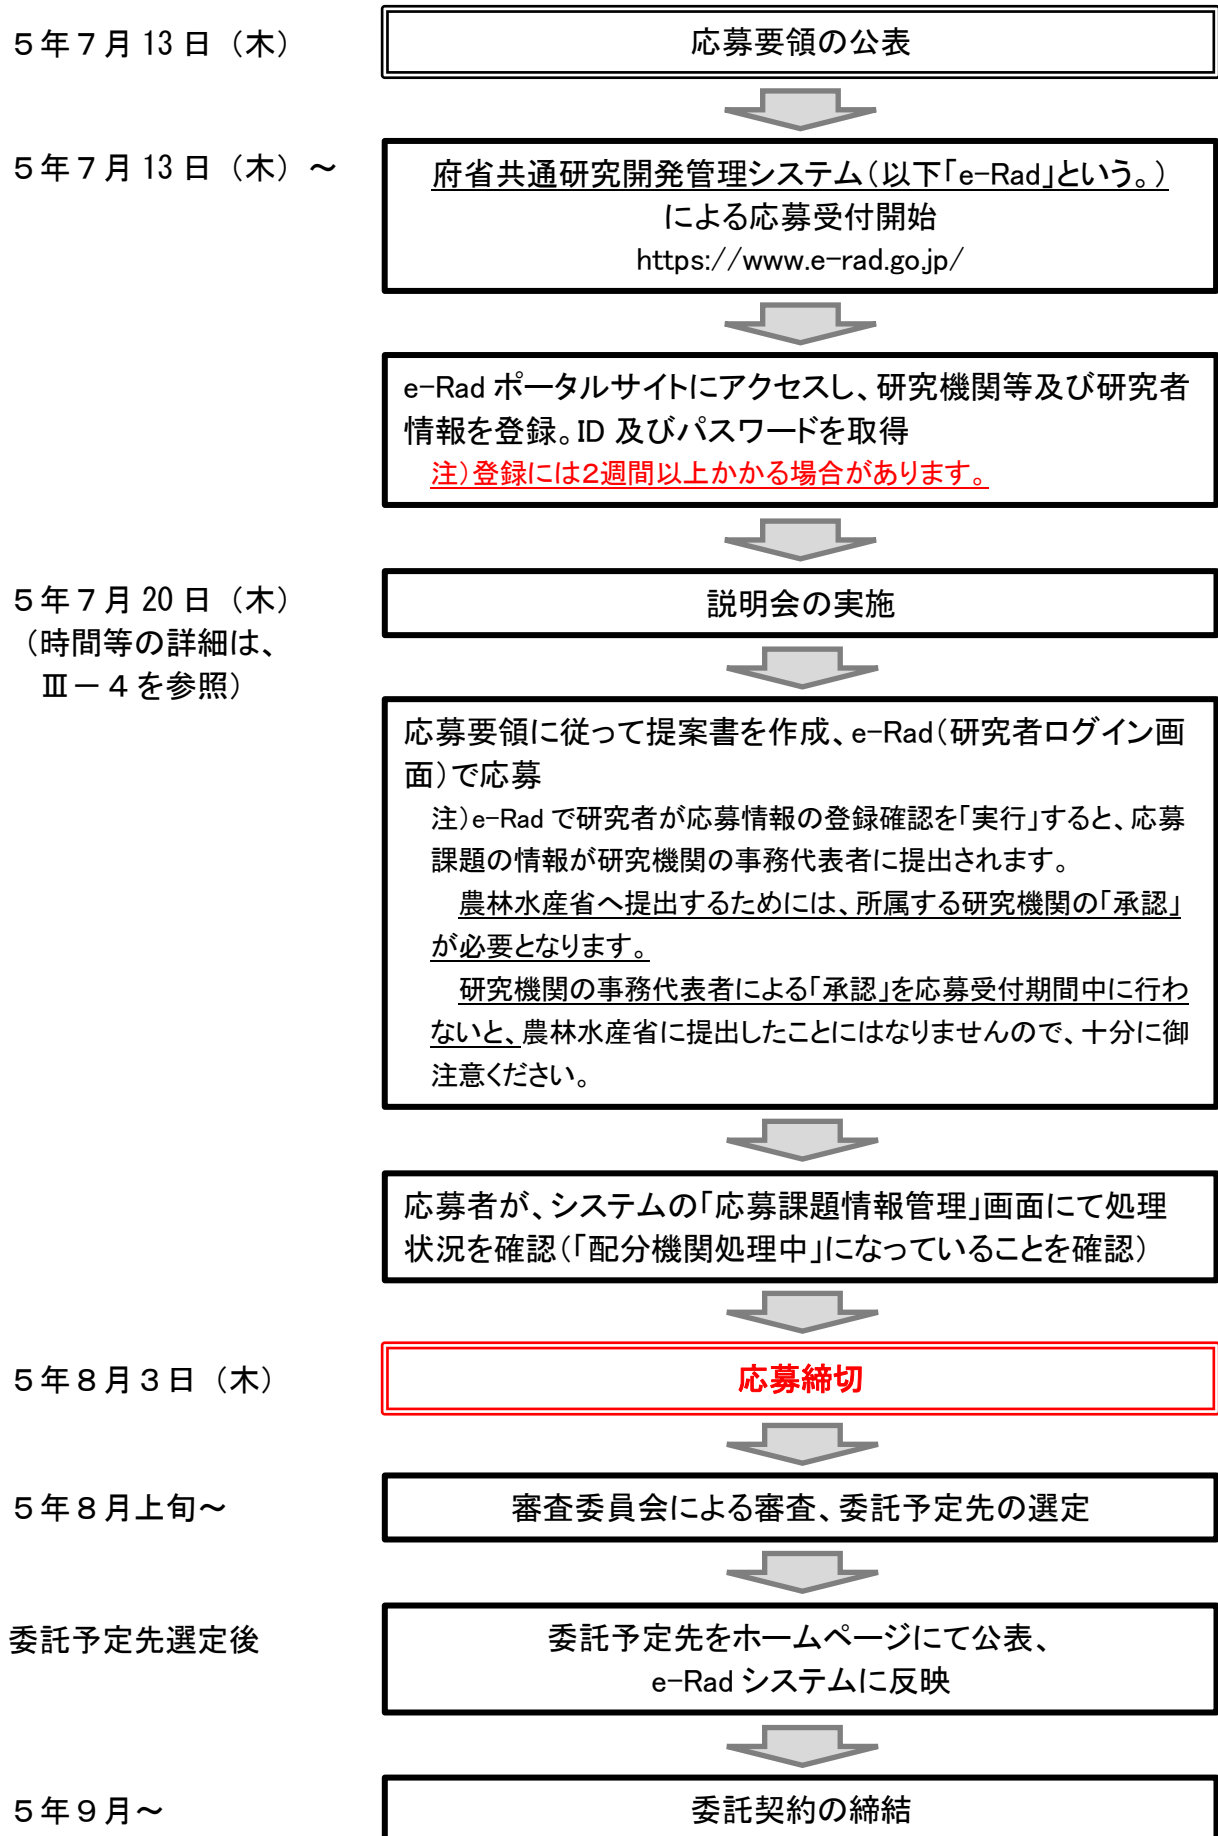 ５年７月 13 日（木）
応募要領の公表
５年７月 13 日（木）～
府省共通研究開発管理システム（以下「e-Rad」という。）
による応募受付開始
https://www.e-rad.go.jp/
e-Rad ポータルサイトにアクセスし、研究機関等及び研究者
情報を登録。ID 及びパスワードを取得
注）登録には２週間以上かかる場合があります。
５年７月 20 日（木）
（時間等の詳細は、
Ⅲ－４を参照）
説明会の実施
応募要領に従って提案書を作成、e-Rad（研究者ログイン画
面）で応募
注）e-Rad で研究者が応募情報の登録確認を「実行」すると、応募
課題の情報が研究機関の事務代表者に提出されます。
農林水産省へ提出するためには、所属する研究機関の「承認」
が必要となります。
研究機関の事務代表者による「承認」を応募受付期間中に行わ
ないと、農林水産省に提出したことにはなりませんので、十分に御
注意ください。
応募者が、システムの「応募課題情報管理」画面にて処理
状況を確認（「配分機関処理中」になっていることを確認）
５年８月３日（木）
応募締切
５年８月上旬～
審査委員会による審査、委託予定先の選定
委託予定先選定後
委託予定先をホームページにて公表、
e-Rad システムに反映
５年９月～
委託契約の締結